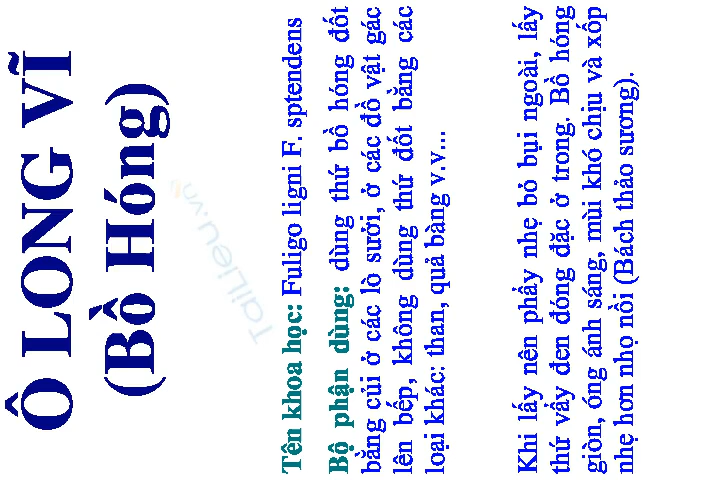 Ô LONG VĨ
(Bồ Hóng)
Tên khoa học: Fuligo ligni F. sptendens
Bộ phận dùng: dùng thứ bồ hóng đốt
bằng củi ở các lò sưởi, ở các đồ vật gác
lên bếp, không dùng thứ đốt bằng các
loại khác: than, quả bàng v.v...
Khi lấy nên phẩy nhẹ bỏ bụi ngoài, lấy
thứ vẩy đen đóng đặc ở trong. Bồ hóng
giòn, óng ánh sáng, mùi khó chịu và xốp
nhẹ hơn nhọ nồi (Bách thảo sương).
TaiLieu.vn